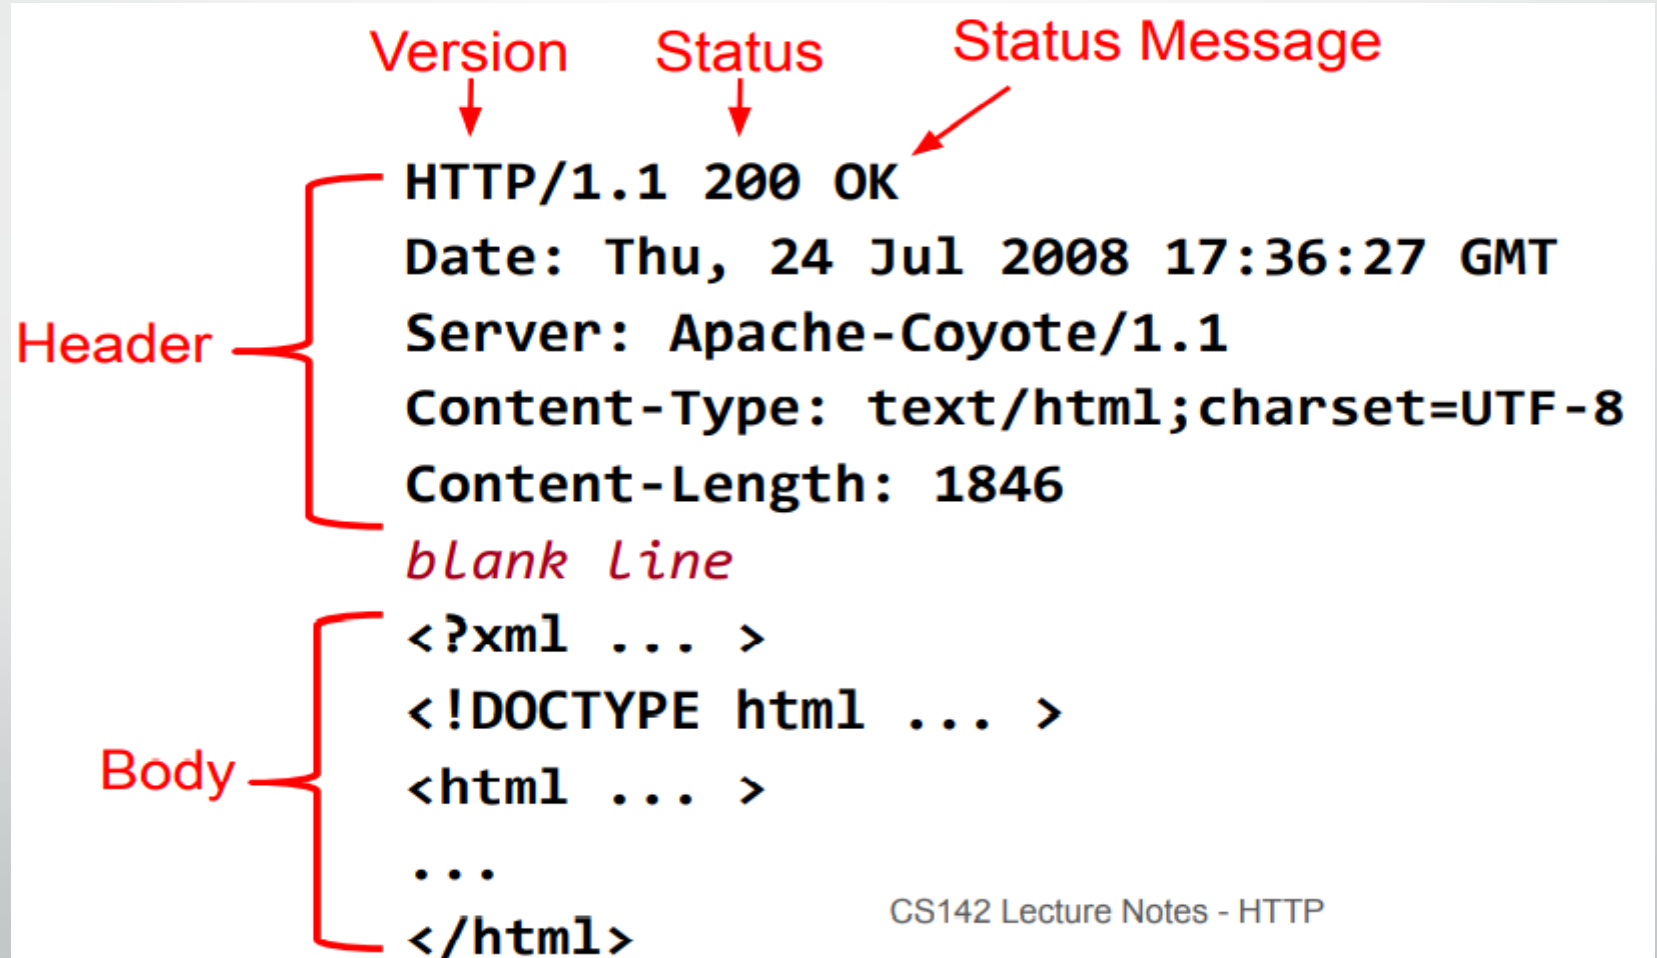 Version Status Status Message
HTTP/1.1 200 OK
Date: Thu, 24 Jul 2008 17:36:27 GMT
Server: Apache-Coyote/1.1
Header
Content-Type: text/html;charset=UTF-8
Content-Length: 1846
blank line
<?xml ... >
<!DOCTYPE html ... >
Body
<html ... >
...
</html>
CS142 Lecture Notes - HTTP